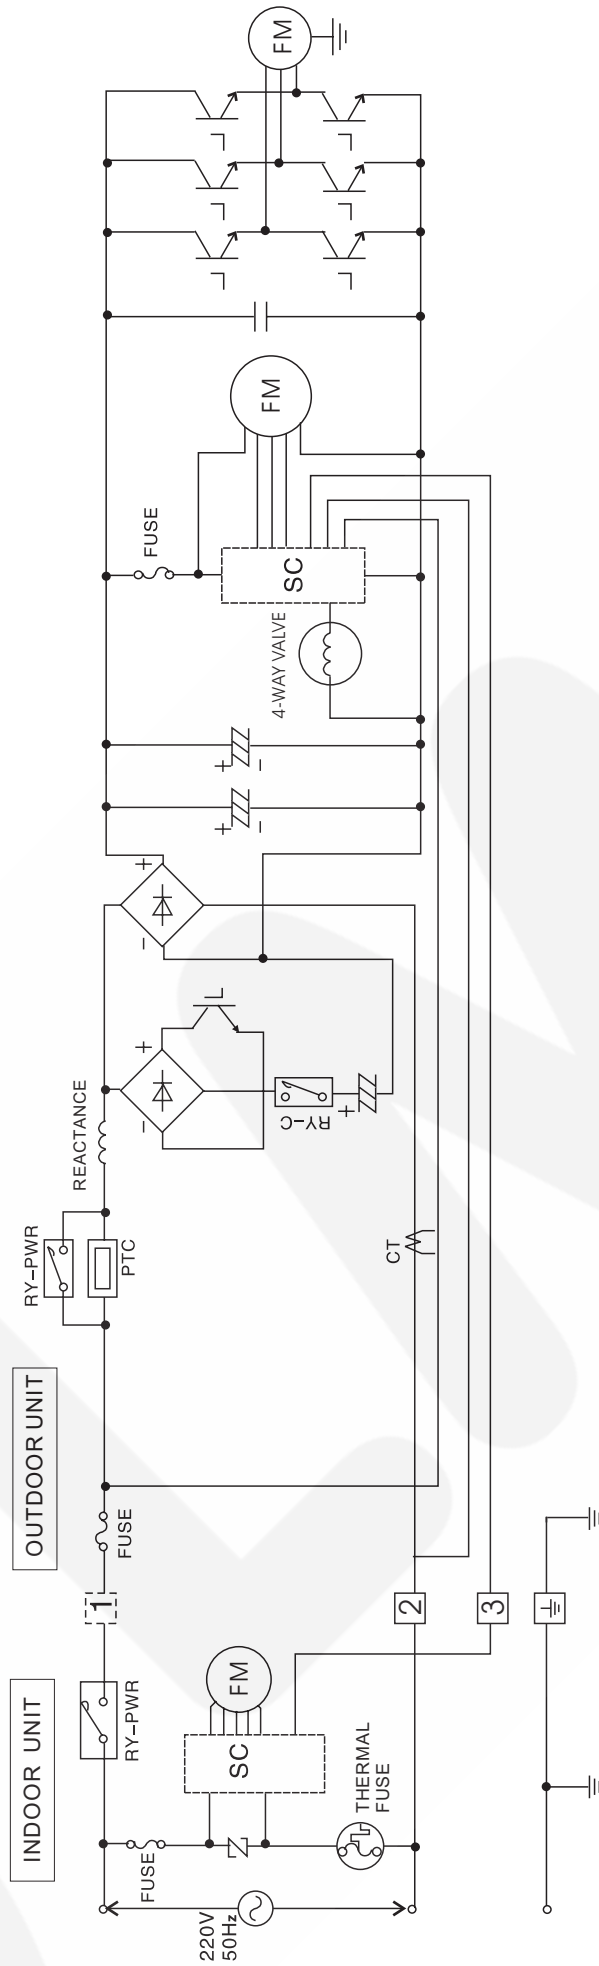 INDOOR UNIT
OUTDOOR UNIT
220V
50Hz
FUSE
THERMAL
FUSE
SC
FM
RY-PWR
1
2
3
FUSE
RY-PWR
PTC
REACTANCE
CT
+
-
RY-C
+
+
-
+
-
+
-
4-WAY VALVE
SC
FUSE
FM
FM